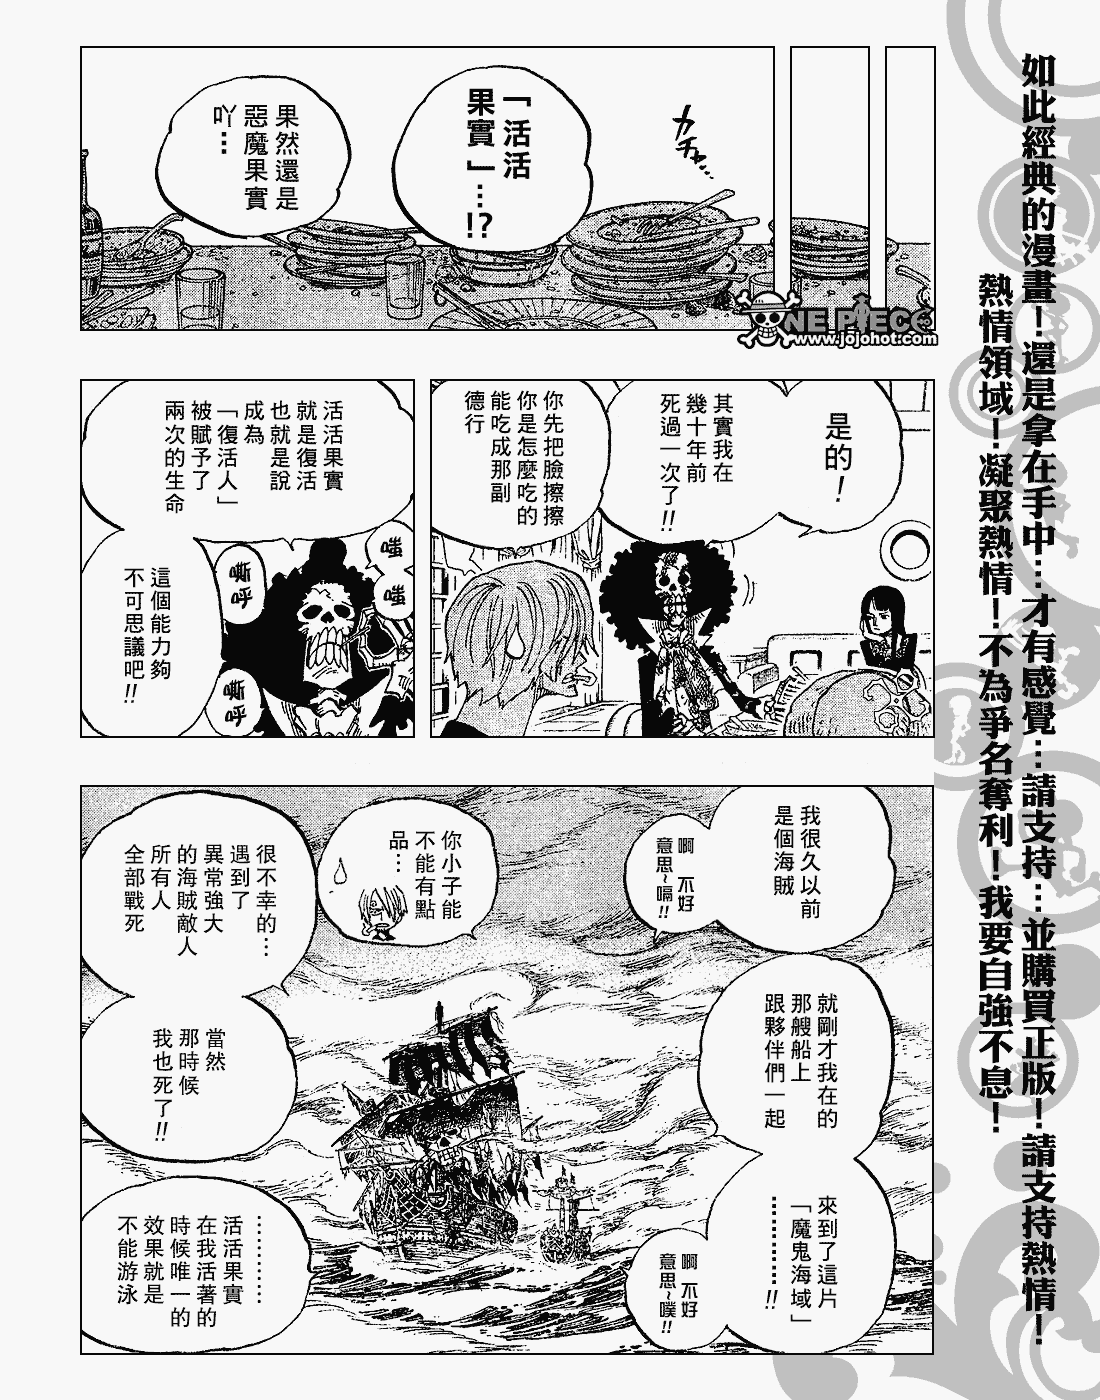 カチャ…
「活活
果實」…!?
果然還是
惡魔果實
吖…
ONE PIECE
www.jojohot.com
是的！
其實我在
幾十年前
死過一次了!!
你先把臉擦擦
你是怎麼吃的
能吃成那副
德行
活活果實
就是復活
也就是說
成為
「復活人」
被賦予了
兩次的生命
嗤
嗤
嘶呼
嘶呼
這個能力夠
不可思議吧!!
我很久以前
是個海賊
啊 不好
意思~嗝!!
你小子能
不能有點
品…
就剛才我在的
那艘船上
跟夥伴們一起
來到了這片
「魔鬼海域」
…………!!
啊 不好
意思~噗!!
很不幸的…
遇到了
異常強大
的海賊敵人
所有人
全部戰死
當然
那時候
我也死了!!
…………
活活果實
在我活著的
時候唯一的
效果就是
不能游泳
如此經典的漫畫！還是拿在手中…才有感覺…請支持…並購買正版！請支持熱情！
熱情領域！凝聚熱情！不為爭名奪利！我要自強不息！